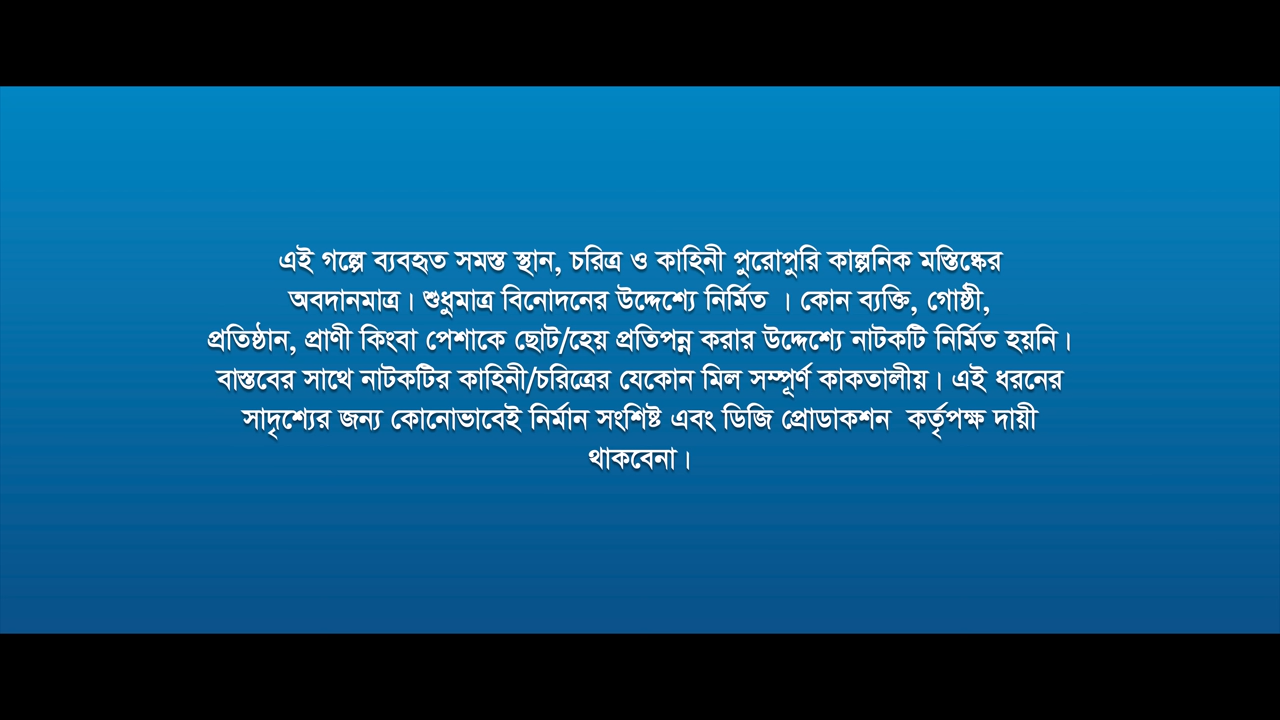 এই গল্পে ব্যবহৃত সমস্ত স্থান, চরিত্র ও কাহিনী পুরোপুরি কাল্পনিক মস্তিষ্কের
অবদানমাত্র। শুধুমাত্র বিনোদনের উদ্দেশ্যে নির্মিত । কোন ব্যক্তি, গোষ্ঠী,
প্রতিষ্ঠান, প্রাণী কিংবা পেশাকে ছোট/হেয় প্রতিপন্ন করার উদ্দেশ্যে নাটকটি নির্মিত হয়নি।
বাস্তবের সাথে নাটকটির কাহিনী/চরিত্রের যেকোন মিল সম্পূর্ণ কাকতালীয়। এই ধরনের
সাদৃশ্যের জন্য কোনোভাবেই নির্মান সংশিষ্ট এবং ডিজি প্রোডাকশন কর্তৃপক্ষ দায়ী
থাকবেনা।